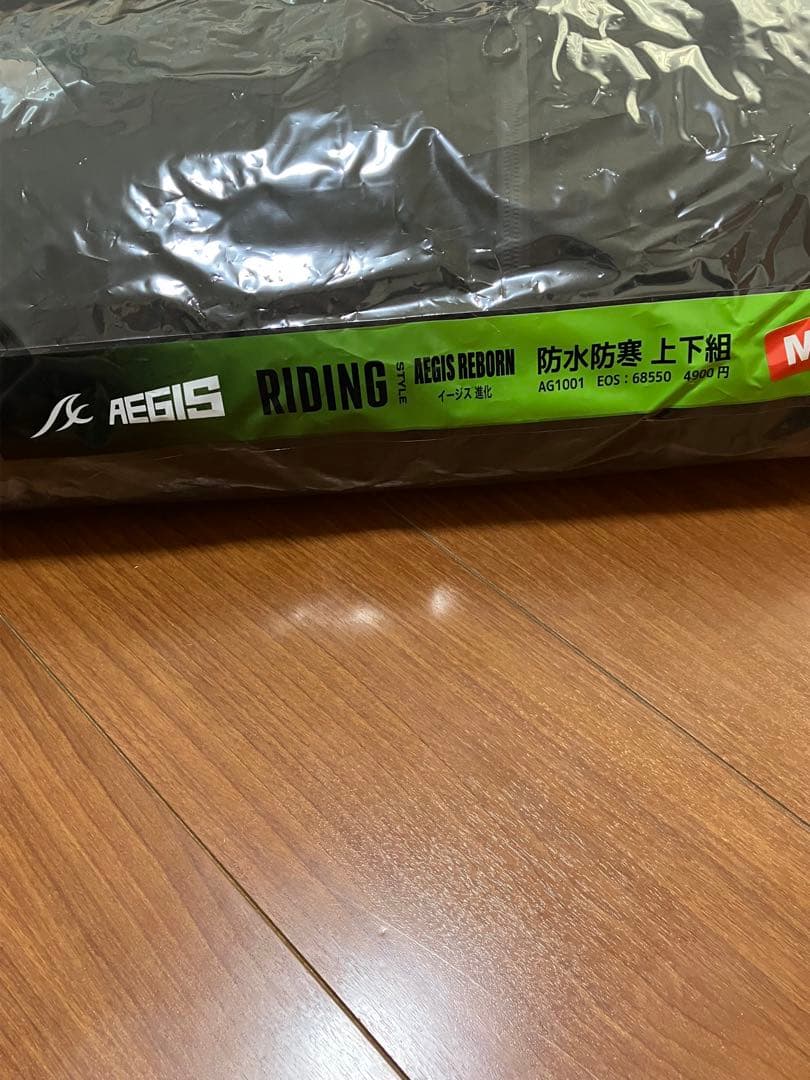 AEGIS
RIDING
STYLE
AEGIS REBORN
イージス 進化
防水防寒 上下組
AG1001 EOS : 68550 4900円
M